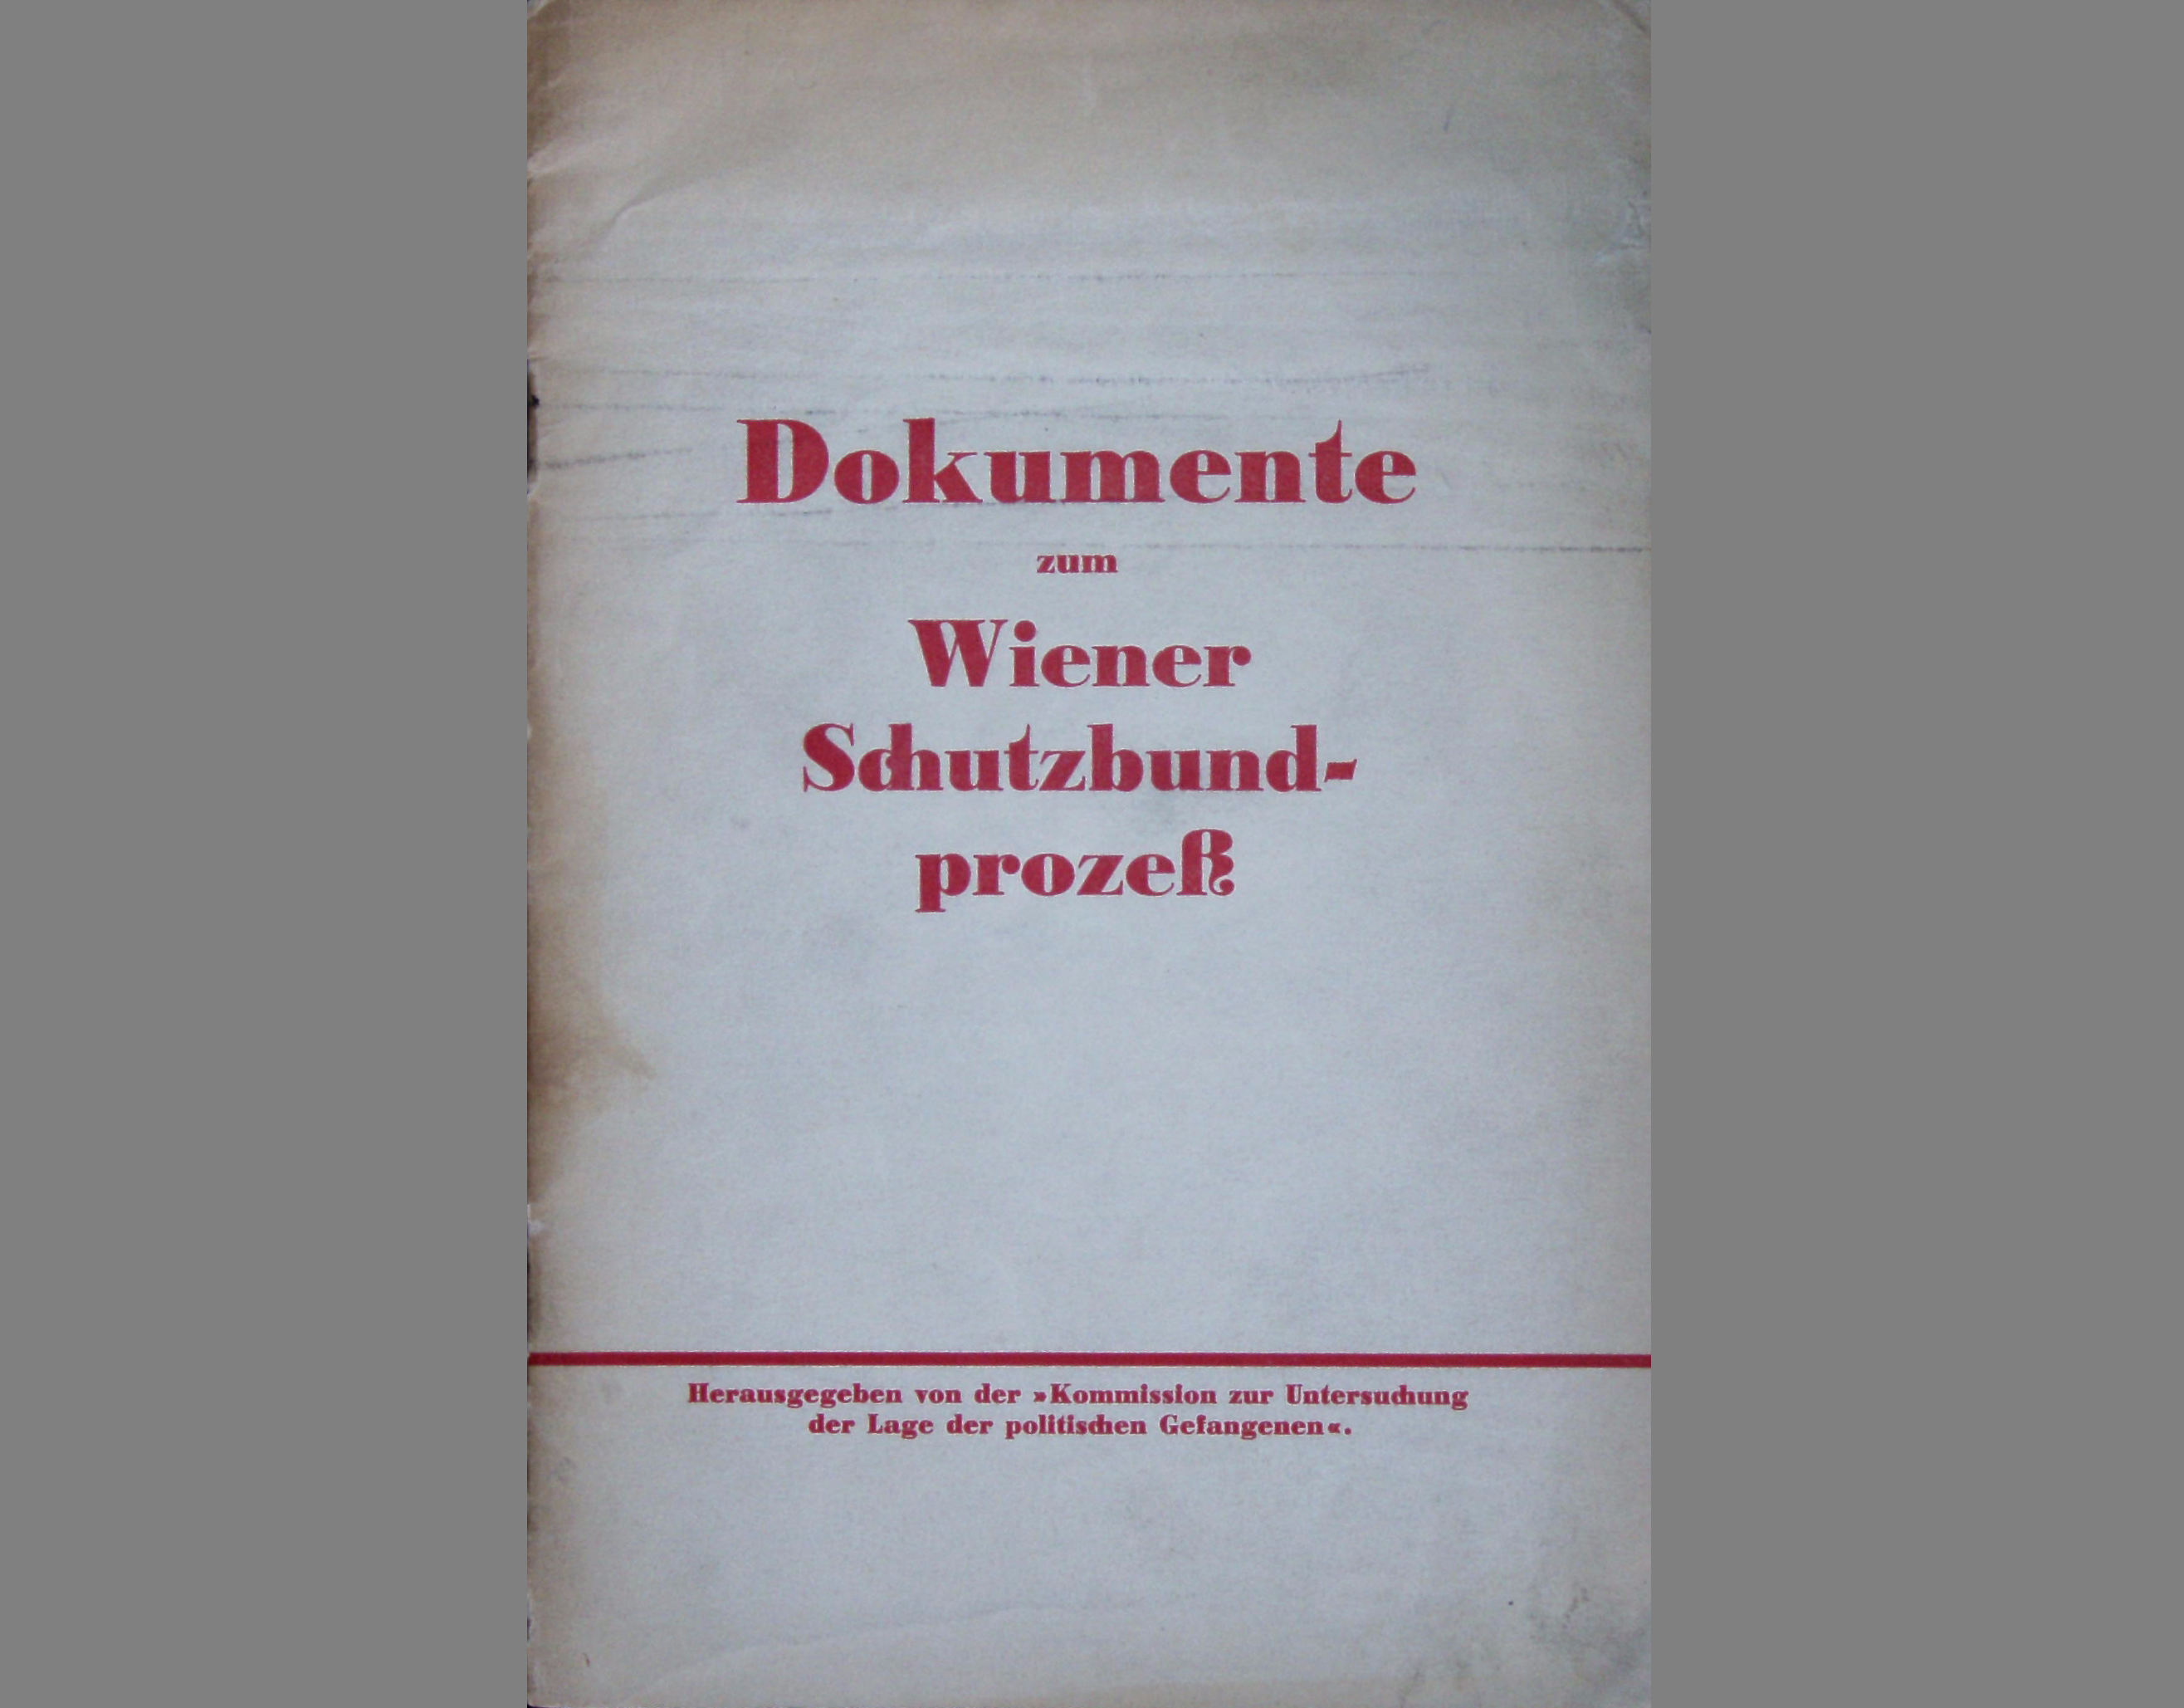 Dokumente
zum
Wiener
Schutzbund-
prozeß
Herausgegeben von der »Kommission zur Untersuchung
der Lage der politischen Gefangenen«.